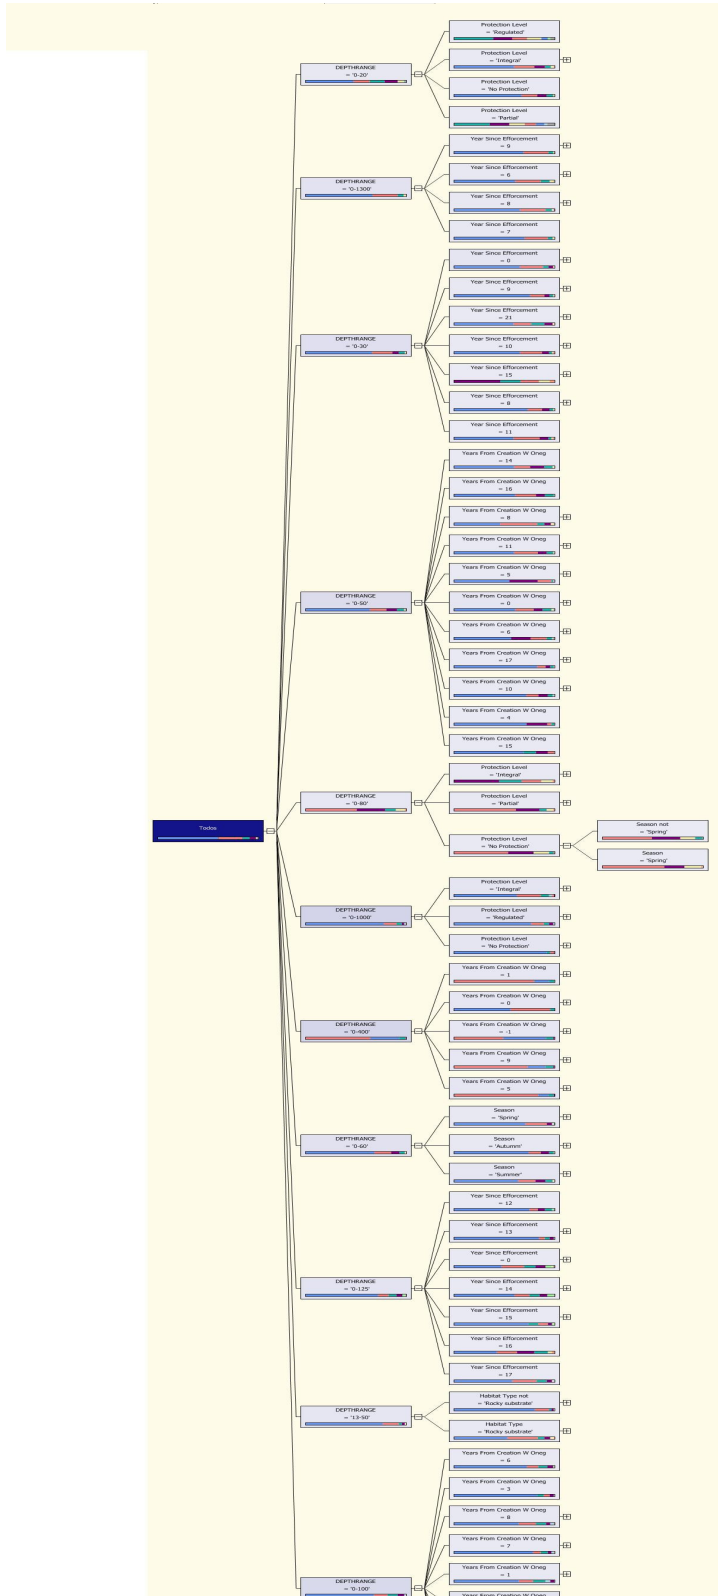 Protection Level
= 'Regulated'
Protection Level
= 'Integral'
DEPTHRANGE
= '0-20'
Protection Level
= 'No Protection'
Protection Level
= 'Partial'
Year Since Efforcement
= 9
Year Since Efforcement
= 6
DEPTHRANGE
= '0-1300'
Year Since Efforcement
= 8
Year Since Efforcement
= 7
Year Since Efforcement
= 0
Year Since Efforcement
= 9
Year Since Efforcement
= 21
DEPTHRANGE
= '0-30'
Year Since Efforcement
= 10
Year Since Efforcement
= 15
Year Since Efforcement
= 8
Year Since Efforcement
= 11
Years From Creation W Oneg
= 14
Years From Creation W Oneg
= 16
Years From Creation W Oneg
= 8
Years From Creation W Oneg
= 11
Years From Creation W Oneg
= 5
DEPTHRANGE
= '0-50'
Years From Creation W Oneg
= 0
Years From Creation W Oneg
= 6
Years From Creation W Oneg
= 17
Years From Creation W Oneg
= 10
Years From Creation W Oneg
= 4
Years From Creation W Oneg
= 15
Protection Level
= 'Integral'
DEPTHRANGE
= '0-80'
Protection Level
= 'Partial'
Todos
Protection Level
= 'No Protection'
Season not
= 'Spring'
Season
= 'Spring'
Protection Level
= 'Integral'
DEPTHRANGE
= '0-1000'
Protection Level
= 'Regulated'
Protection Level
= 'No Protection'
Years From Creation W Oneg
= 1
Years From Creation W Oneg
= 0
DEPTHRANGE
= '0-400'
Years From Creation W Oneg
= -1
Years From Creation W Oneg
= 9
Years From Creation W Oneg
= 5
Season
= 'Spring'
DEPTHRANGE
= '0-60'
Season
= 'Autumn'
Season
= 'Summer'
Year Since Efforcement
= 12
Year Since Efforcement
= 13
Year Since Efforcement
= 0
DEPTHRANGE
= '0-125'
Year Since Efforcement
= 14
Year Since Efforcement
= 15
Year Since Efforcement
= 16
Year Since Efforcement
= 17
Habitat Type not
= 'Rocky substrate'
DEPTHRANGE
= '13-50'
Habitat Type
= 'Rocky substrate'
Years From Creation W Oneg
= 6
Years From Creation W Oneg
= 3
Years From Creation W Oneg
= 8
Years From Creation W Oneg
= 7
Years From Creation W Oneg
= 1
DEPTHRANGE
= '0-100'
Years From Creation W Oneg